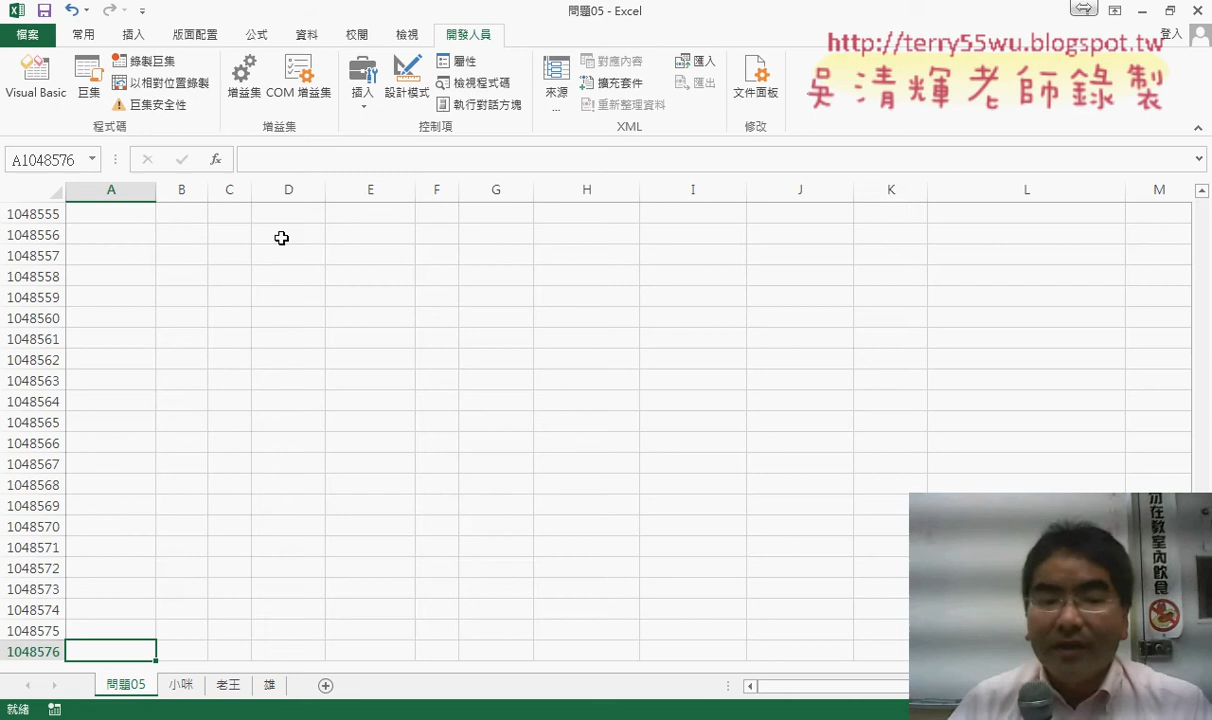 問題05 - Excel
檔案 常用 插入 版面配置 公式 資料 校閱 檢視 開發人員 登入
http://terry55wu.blogspot.tw
吳清輝老師錄製
Visual Basic 巨集 錄製巨集 以相對位置錄製 巨集安全性
增益集 COM 增益集
插入 設計模式 屬性 檢視程式碼 執行對話方塊
來源 ... 對應內容 擴充套件 重新整理資料 匯入 匯出
文件面板
程式碼 增益集 控制項 XML 修改
A1048576 fx
A B C D E F G H I J K L M
1048555
1048556
1048557
1048558
1048559
1048560
1048561
1048562
1048563
1048564
1048565
1048566
1048567
1048568
1048569
1048570
1048571
1048572
1048573
1048574
1048575
1048576
勿在教室內飲食
問題05 小咪 老王 雄
就緒